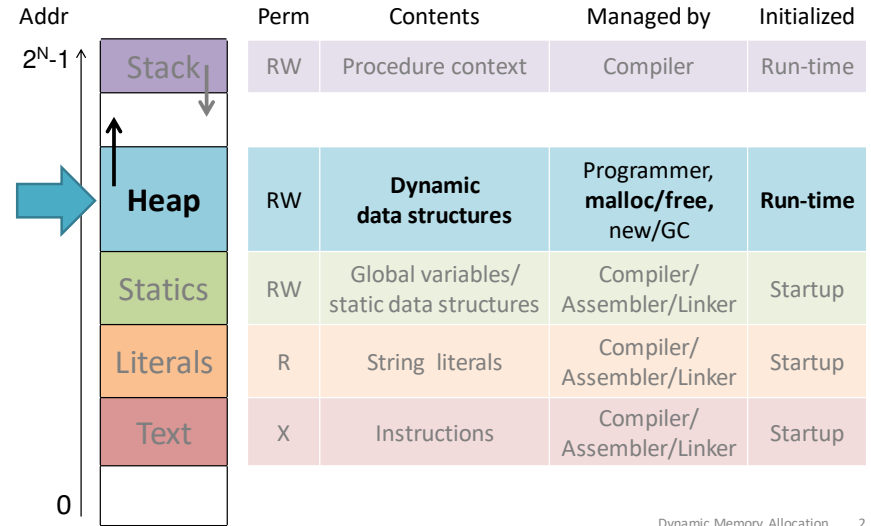 Addr Perm Contents Managed by Initialized
2ᴺ-1 Stack RW Procedure context Compiler Run-time
Heap RW Dynamic data structures Programmer, malloc/free, new/GC Run-time
Statics RW Global variables/ static data structures Compiler/ Assembler/Linker Startup
Literals R String literals Compiler/ Assembler/Linker Startup
Text X Instructions Compiler/ Assembler/Linker Startup
0
Dynamic Memory Allocation 2